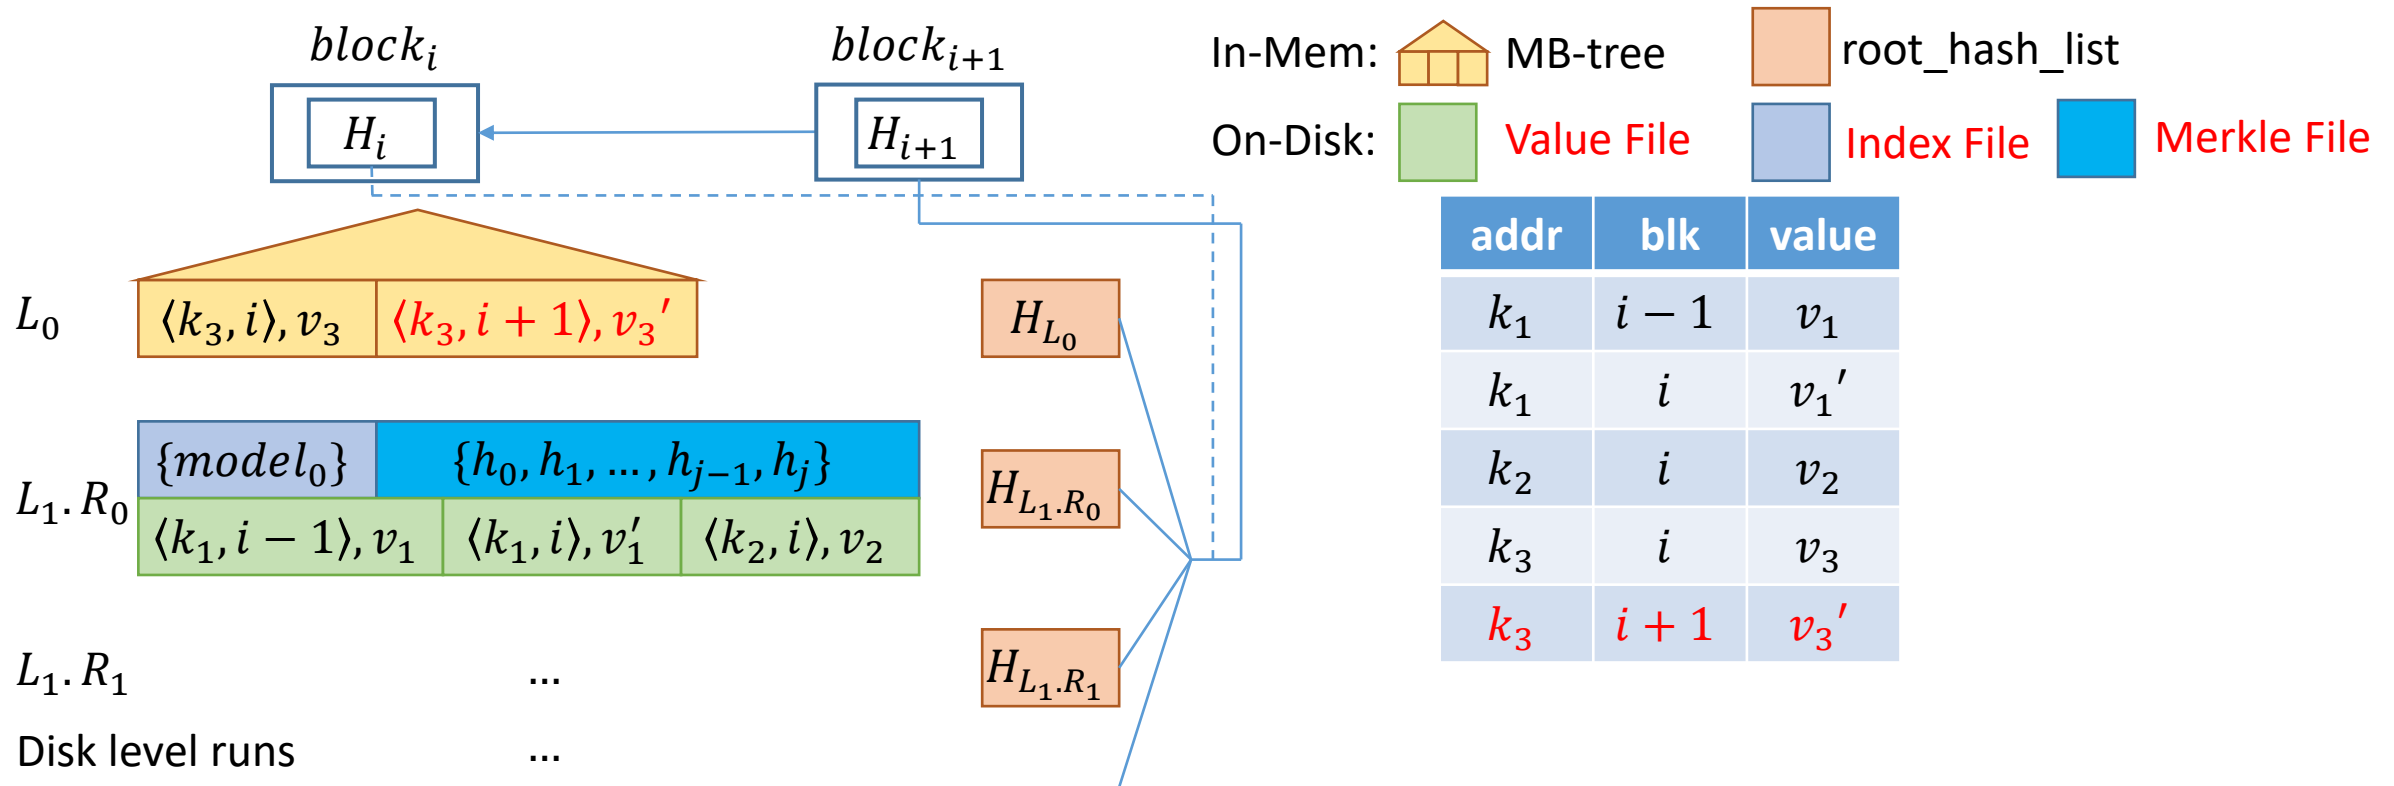 block_i block_{i+1}
H_i H_{i+1}
In-Mem: MB-tree root_hash_list
On-Disk: Value File Index File Merkle File
L_0 ⟨k_3, i⟩, v_3 ⟨k_3, i + 1⟩, v_3′ H_{L_0}
{model_0} {h_0, h_1, … , h_{j−1}, h_j}
L_1. R_0 ⟨k_1, i − 1⟩, v_1 ⟨k_1, i⟩, v_1′ ⟨k_2, i⟩, v_2 H_{L_1.R_0}
L_1. R_1 ... H_{L_1.R_1}
Disk level runs ...
addr blk value
k_1 i − 1 v_1
k_1 i v_1′
k_2 i v_2
k_3 i v_3
k_3 i + 1 v_3′